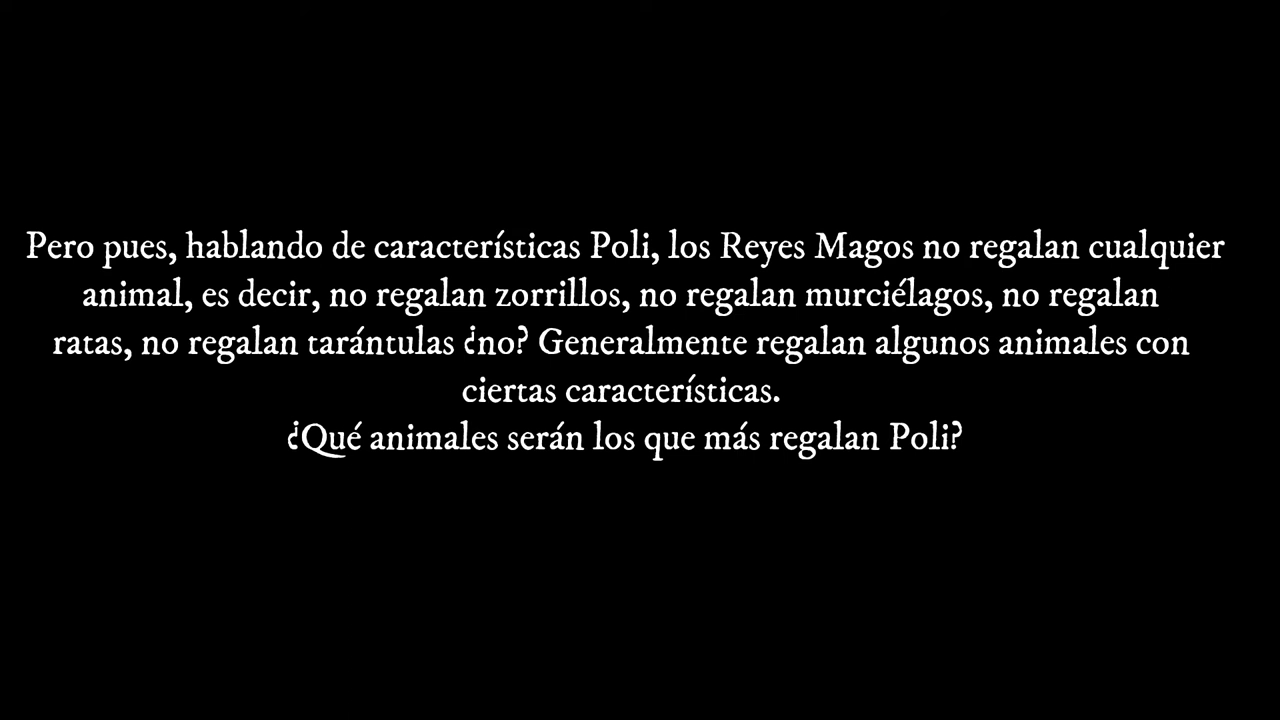 Pero pues, hablando de características Poli, los Reyes Magos no regalan cualquier
animal, es decir, no regalan zorrillos, no regalan murciélagos, no regalan
ratas, no regalan tarántulas ¿no? Generalmente regalan algunos animales con
ciertas características.
¿Qué animales serán los que más regalan Poli?